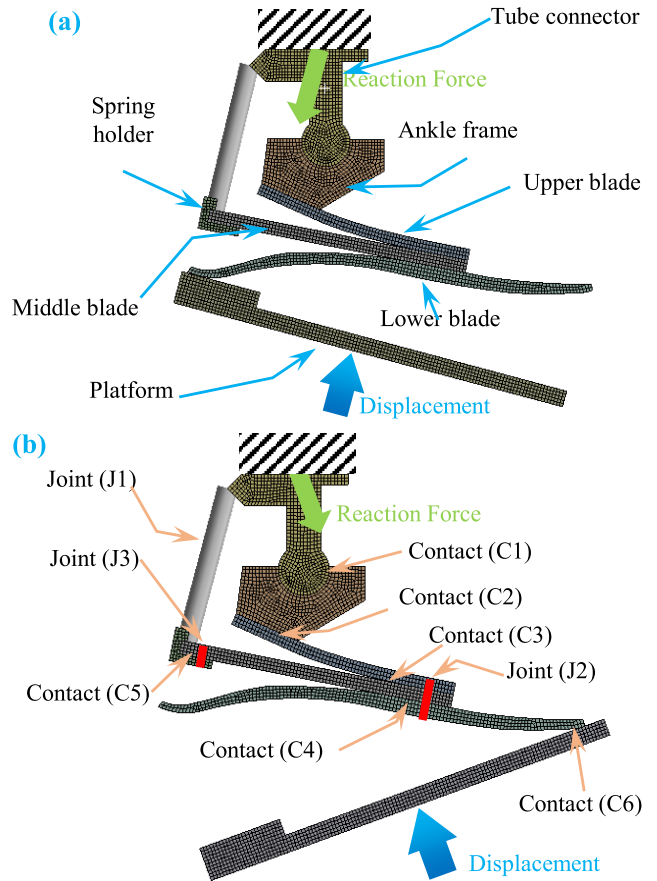 (a)
Tube connector
Reaction Force
Spring
holder
Ankle frame
Upper blade
Middle blade
Lower blade
Platform
Displacement
(b)
Joint (J1)
Reaction Force
Joint (J3)
Contact (C1)
Contact (C2)
Contact (C3)
Joint (J2)
Contact (C5)
Contact (C4)
Contact (C6)
Displacement